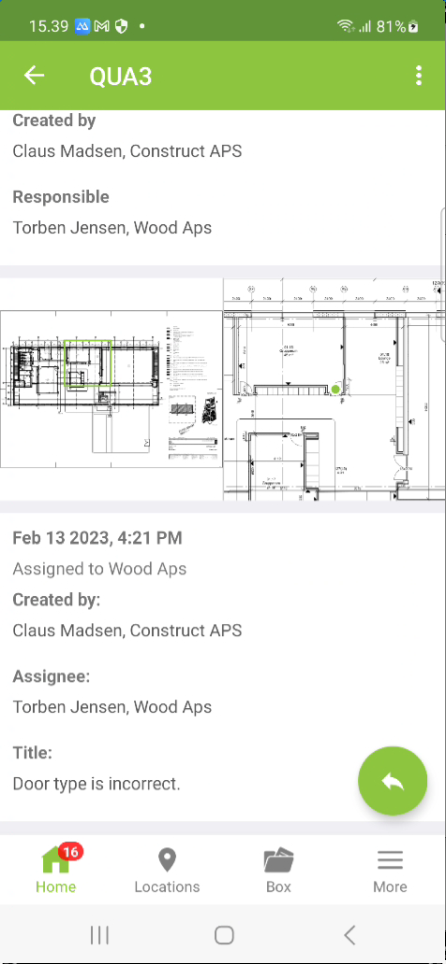 15.39
81%
QUA3
Created by
Claus Madsen, Construct APS
Responsible
Torben Jensen, Wood Aps
Feb 13 2023, 4:21 PM
Assigned to Wood Aps
Created by:
Claus Madsen, Construct APS
Assignee:
Torben Jensen, Wood Aps
Title:
Door type is incorrect.
16
Home
Locations
Box
More